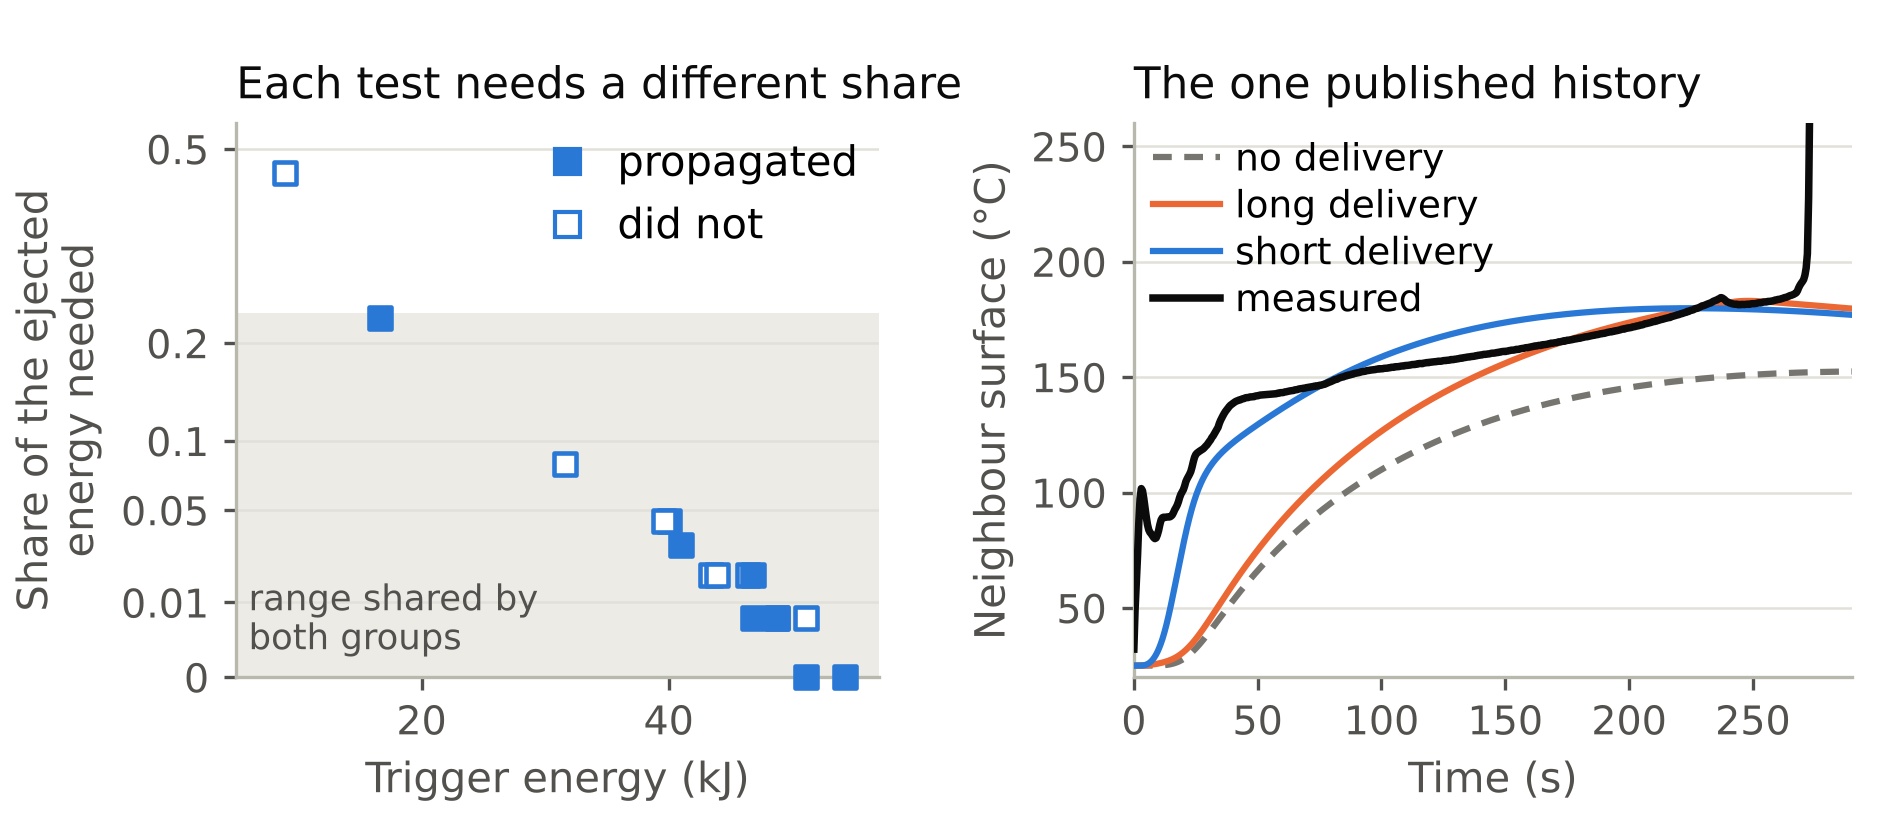 Each test needs a different share
Share of the ejected
energy needed
0.5
0.2
0.1
0.05
0.01
0
propagated
did not
range shared by
both groups
20
40
Trigger energy (kJ)
The one published history
Neighbour surface (°C)
250
200
150
100
50
no delivery
long delivery
short delivery
measured
0
50
100
150
200
250
Time (s)